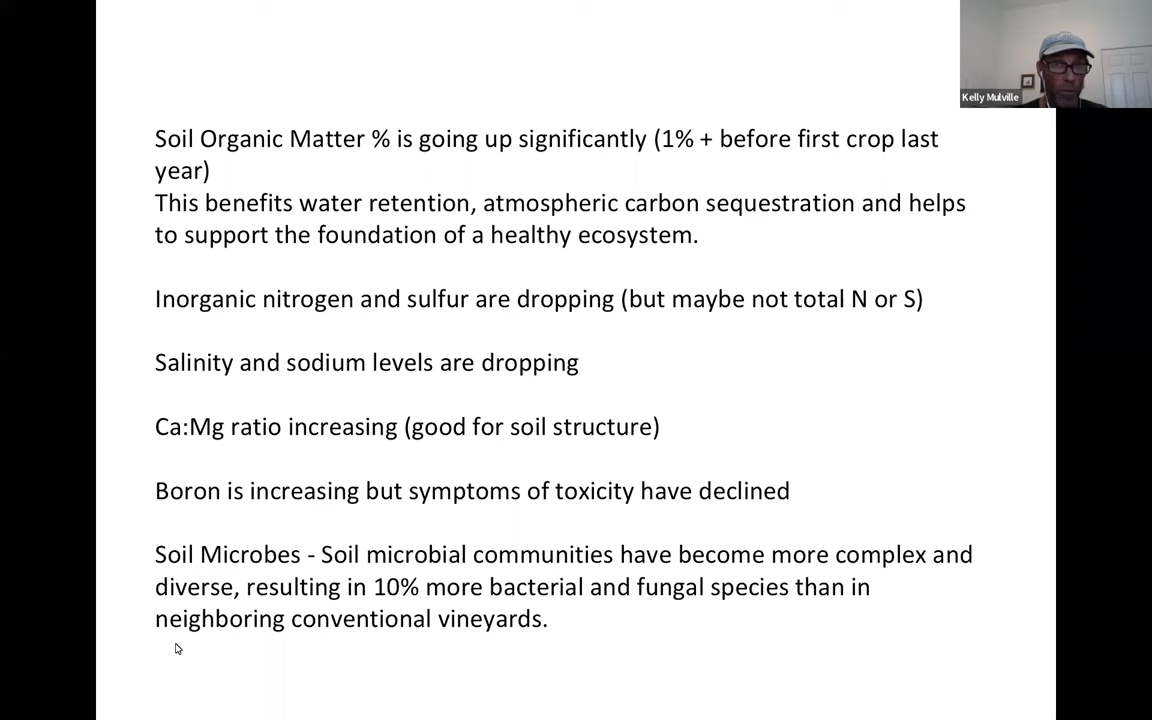 Kelly Mulville
Soil Organic Matter % is going up significantly (1% + before first crop last
year)
This benefits water retention, atmospheric carbon sequestration and helps
to support the foundation of a healthy ecosystem.
Inorganic nitrogen and sulfur are dropping (but maybe not total N or S)
Salinity and sodium levels are dropping
Ca:Mg ratio increasing (good for soil structure)
Boron is increasing but symptoms of toxicity have declined
Soil Microbes - Soil microbial communities have become more complex and
diverse, resulting in 10% more bacterial and fungal species than in
neighboring conventional vineyards.